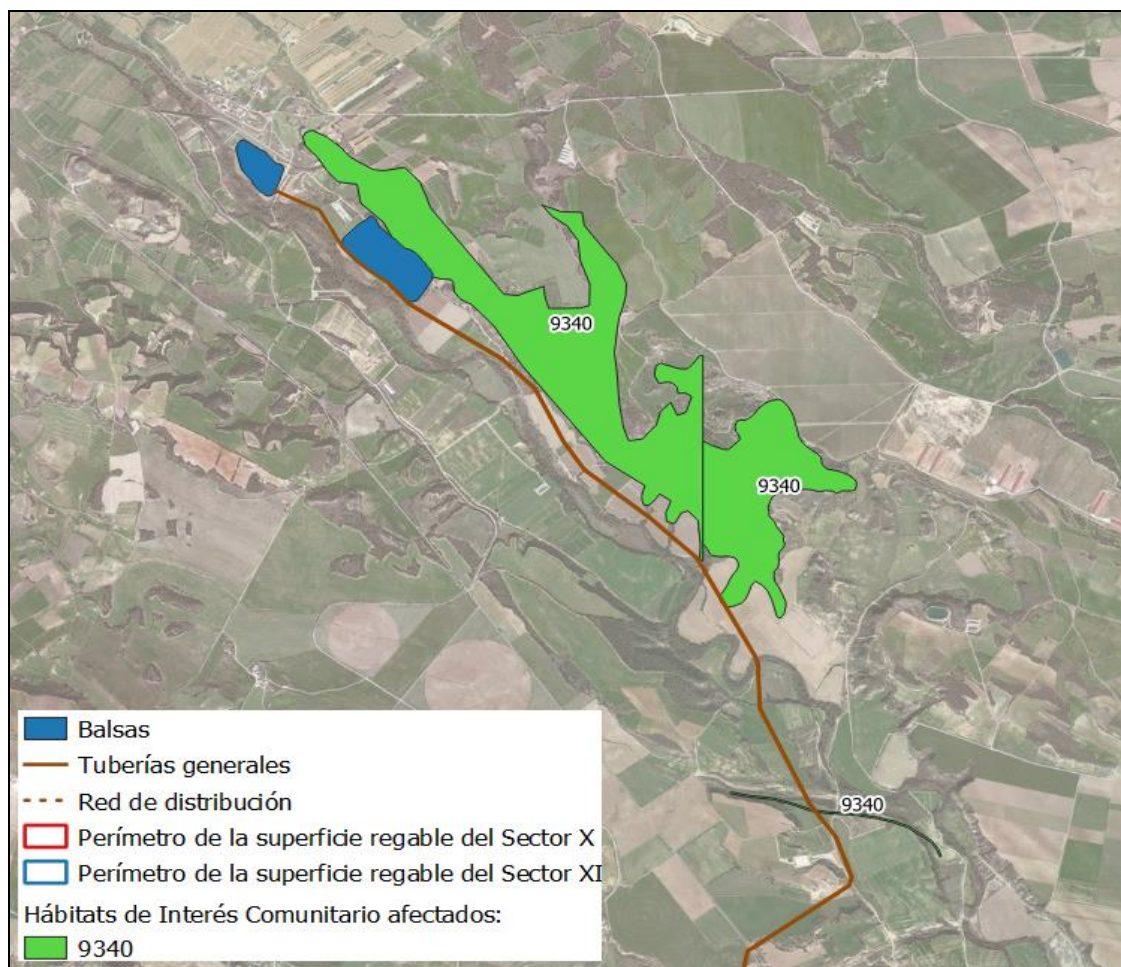 9340
9340
9340
Balsas
Tuberías generales
Red de distribución
Perímetro de la superficie regable del Sector X
Perímetro de la superficie regable del Sector XI
Hábitats de Interés Comunitario afectados:
9340